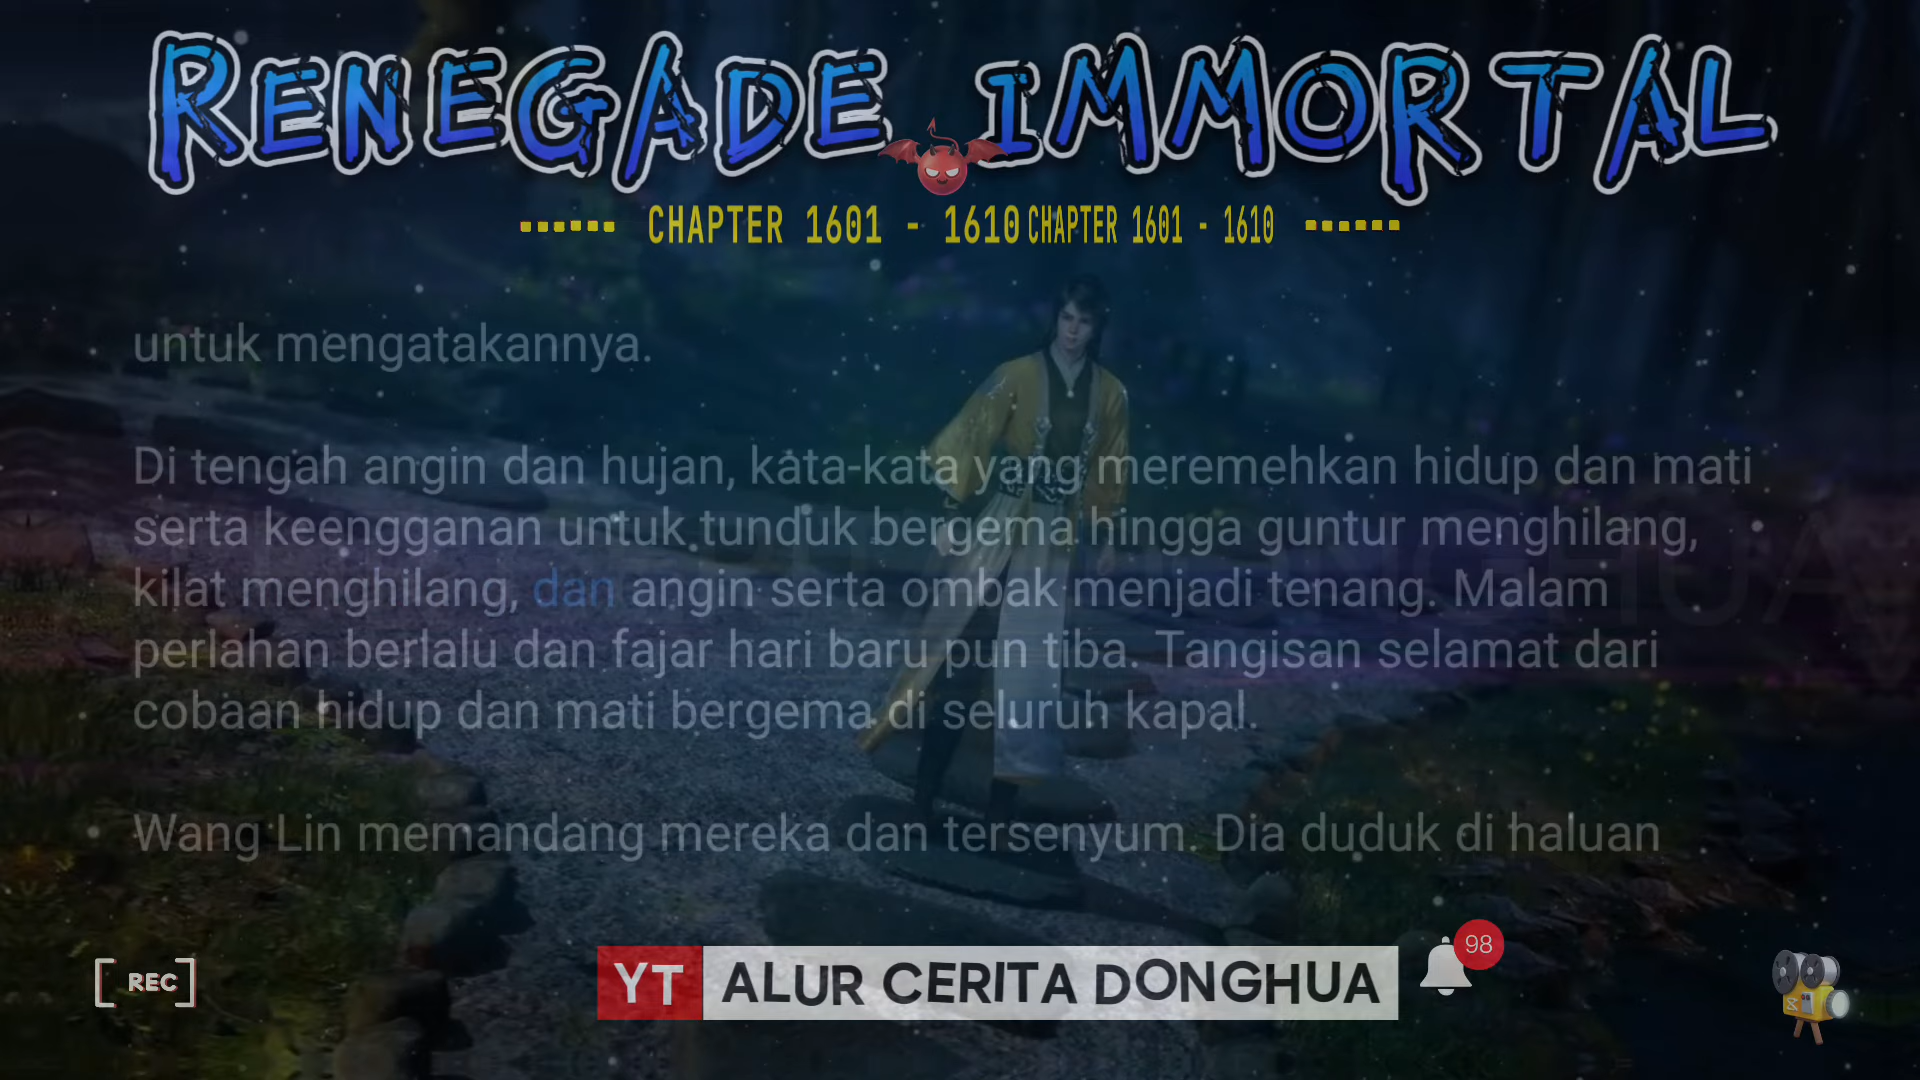 RENEGADE IMMORTAL
CHAPTER 1601 - 1610 CHAPTER 1601 - 1610
untuk mengatakannya.
Di tengah angin dan hujan, kata-kata yang meremehkan hidup dan mati
serta keengganan untuk tunduk bergema hingga guntur menghilang,
kilat menghilang, dan angin serta ombak menjadi tenang. Malam
perlahan berlalu dan fajar hari baru pun tiba. Tangisan selamat dari
cobaan hidup dan mati bergema di seluruh kapal.
Wang Lin memandang mereka dan tersenyum. Dia duduk di haluan
[REC]
YT ALUR CERITA DONGHUA
98